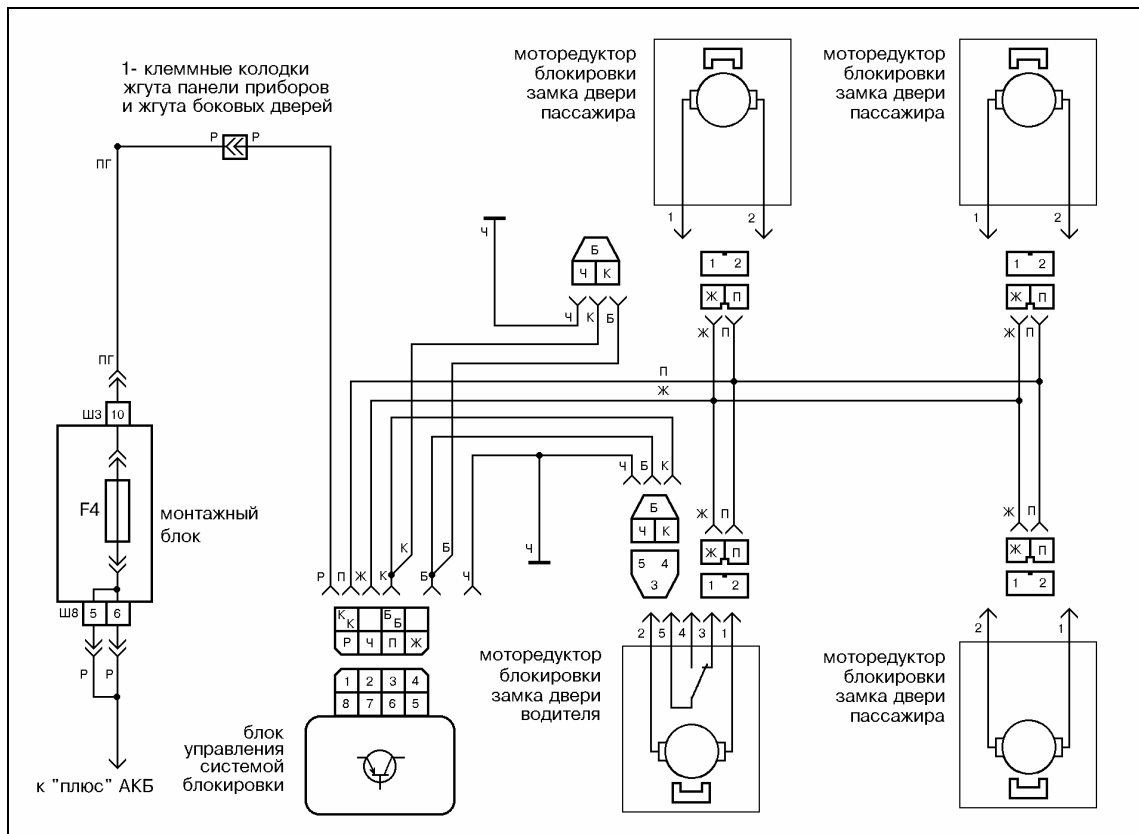 1- клеммные колодки
жгута панели приборов
и жгута боковых дверей
моторедуктор
блокировки
замка двери
пассажира
моторедуктор
блокировки
замка двери
пассажира
Р Р
ПГ
1 2
1 2
Ч
Б
Ч К
1 2
1 2
Ж П
Ж П
Ч К Б
Ж П
Ж П
ПГ
П
Ж
Ш3 10
Ч Б К
F4
монтажный
блок
Б
Ч К
Ж П
Ж П
Ж П
Ж П
К Б
Ч
5 4
3
1 2
1 2
Р П Ж К Б Ч
Ш8 5 6
К К Б Б
Р Ч П Ж
2 5 4 3 1
2 1
Р Р
1 2 3 4
8 7 6 5
моторедуктор
блокировки
замка двери
водителя
моторедуктор
блокировки
замка двери
пассажира
блок
управления
системой
блокировки
к "плюс" АКБ